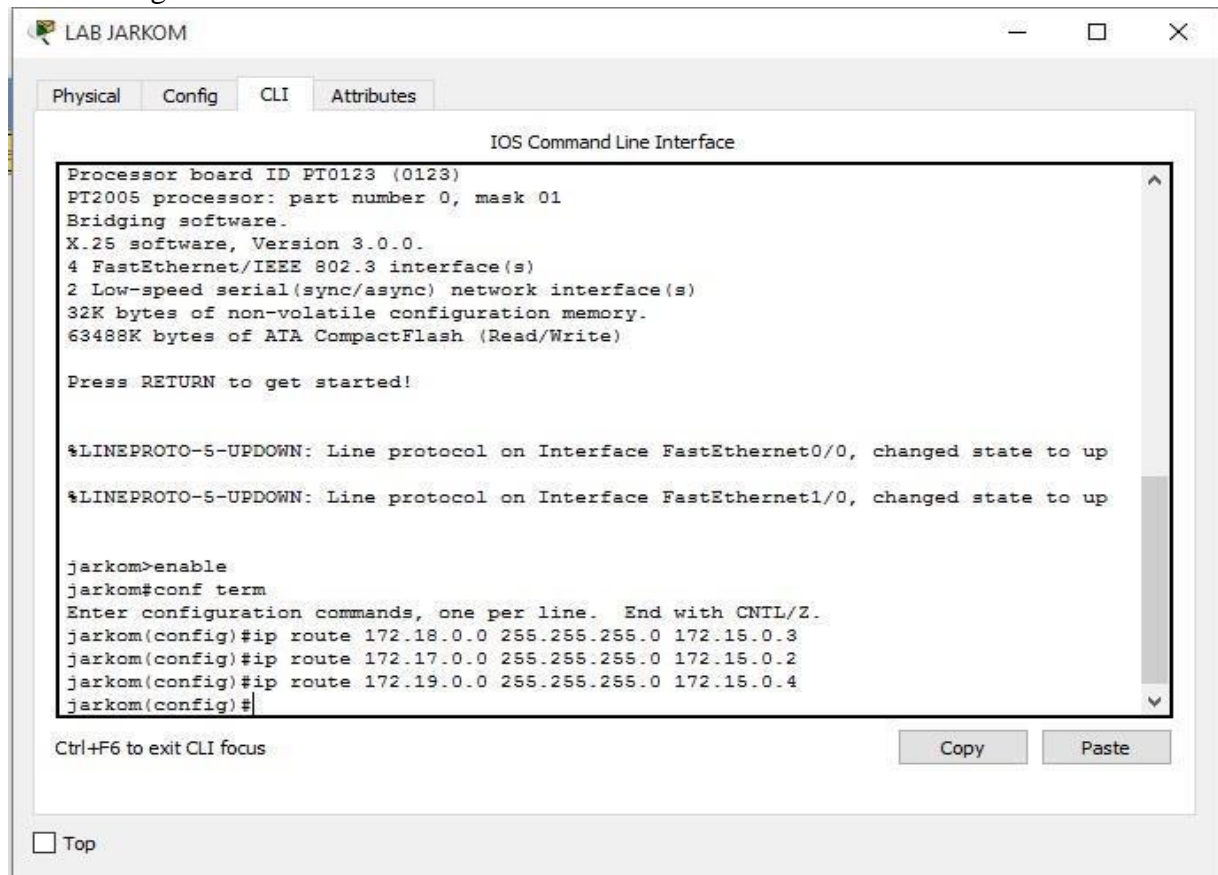 LAB JARKOM
Physical Config CLI Attributes
IOS Command Line Interface
Processor board ID PT0123 (0123)
PT2005 processor: part number 0, mask 01
Bridging software.
X.25 software, Version 3.0.0.
4 FastEthernet/IEEE 802.3 interface(s)
2 Low-speed serial(sync/async) network interface(s)
32K bytes of non-volatile configuration memory.
63488K bytes of ATA CompactFlash (Read/Write)
Press RETURN to get started!
%LINEPROTO-5-UPDOWN: Line protocol on Interface FastEthernet0/0, changed state to up
%LINEPROTO-5-UPDOWN: Line protocol on Interface FastEthernet1/0, changed state to up
jarkom>enable
jarkom#conf term
Enter configuration commands, one per line. End with CNTL/Z.
jarkom(config)#ip route 172.18.0.0 255.255.255.0 172.15.0.3
jarkom(config)#ip route 172.17.0.0 255.255.255.0 172.15.0.2
jarkom(config)#ip route 172.19.0.0 255.255.255.0 172.15.0.4
jarkom(config)#
Ctrl+F6 to exit CLI focus
Copy Paste
Top